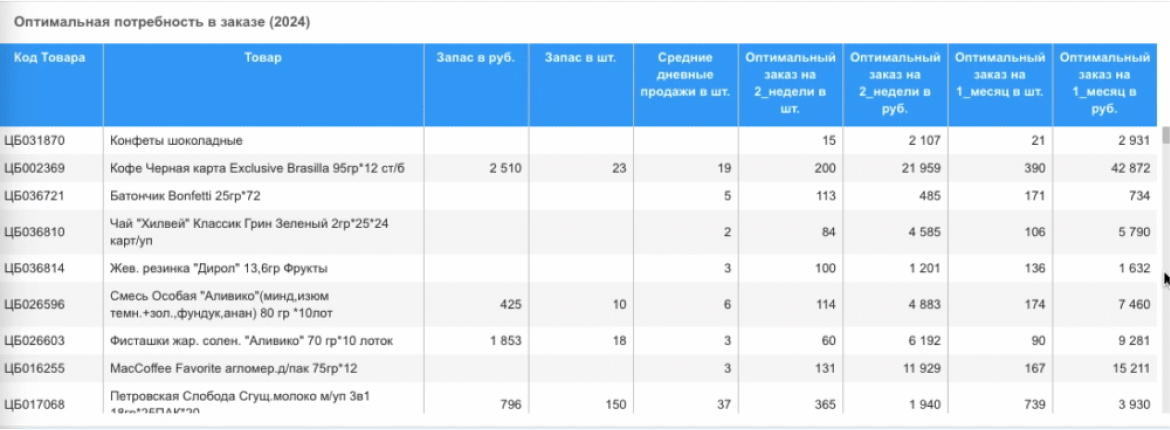 Оптимальная потребность в заказе (2024)
Код Товара Товар Запас в руб. Запас в шт. Средние дневные продажи в шт. Оптимальный заказ на 2_недели в шт. Оптимальный заказ на 2_недели в руб. Оптимальный заказ на 1_месяц в шт. Оптимальный заказ на 1_месяц в руб.
ЦБ031870 Конфеты шоколадные 15 2 107 21 2 931
ЦБ002369 Кофе Черная карта Exclusive Brasilla 95гр*12 ст/б 2 510 23 19 200 21 959 390 42 872
ЦБ036721 Батончик Bonfetti 25гр*72 5 113 485 171 734
ЦБ036810 Чай "Хилвей" Классик Грин Зеленый 2гр*25*24
карт/уп 2 84 4 585 106 5 790
ЦБ036814 Жев. резинка "Дирол" 13,6гр Фрукты 3 100 1 201 136 1 632
ЦБ026596 Смесь Особая "Аливико"(минд,изюм
темн.+зол.,фундук,анан) 80 гр *10лот 425 10 6 114 4 883 174 7 460
ЦБ026603 Фисташки жар. солен. "Аливико" 70 гр*10 лоток 1 853 18 3 60 6 192 90 9 281
ЦБ016255 MacCoffee Favorite агломер.д/пак 75гр*12 3 131 11 929 167 15 211
ЦБ017068 Петровская Слобода Сгущ.молоко м/уп 3в1
18гр*25ПАК*20 796 150 37 365 1 940 739 3 930